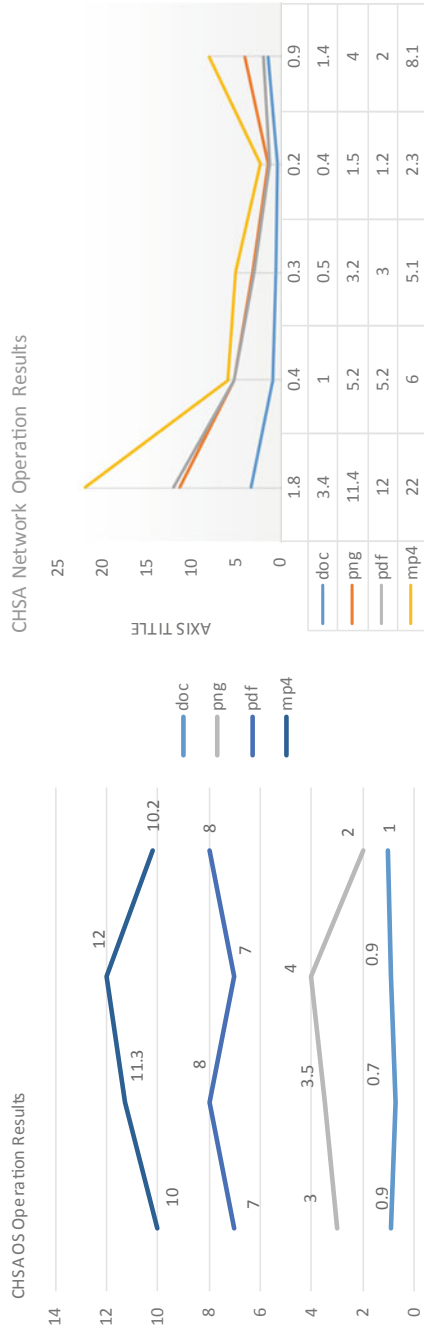 CHSA OS Operation Results
14
12
10
8
6
4
2
0
10
11.3
12
10.2
7
8
7
8
3
3.5
4
2
0.9
0.7
0.9
1
doc
png
pdf
mp4
CHSA Network Operation Results
25
20
15
10
5
0
AXIS TITLE
1.8 0.4 0.3 0.2 0.9
doc 3.4 1 0.5 0.4 1.4
png 11.4 5.2 3.2 1.5 4
pdf 12 5.2 3 1.2 2
mp4 22 6 5.1 2.3 8.1